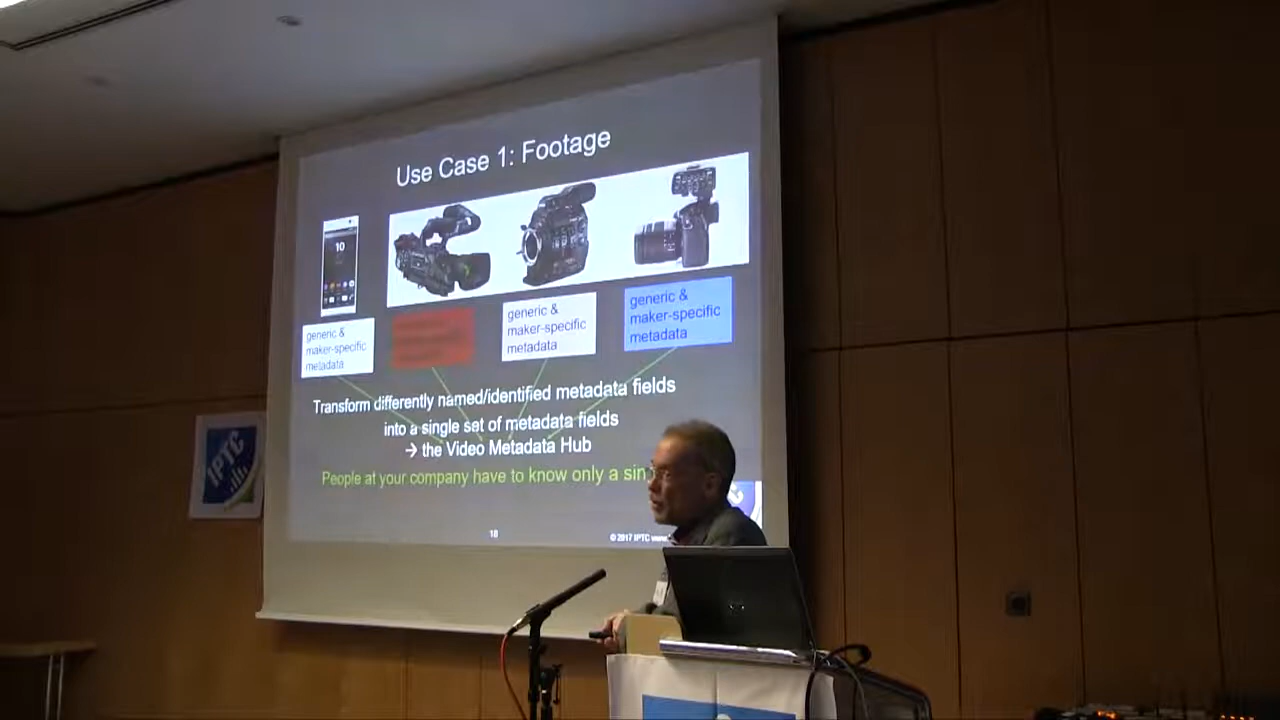 Use Case 1: Footage
10
generic &
maker-specific
metadata
generic &
maker-specific
metadata
generic &
maker-specific
metadata
Transform differently named/identified metadata fields
into a single set of metadata fields
→ the Video Metadata Hub
People at your company have to know only a sin
18
© 2017 IPTC www.
IPTC
hp